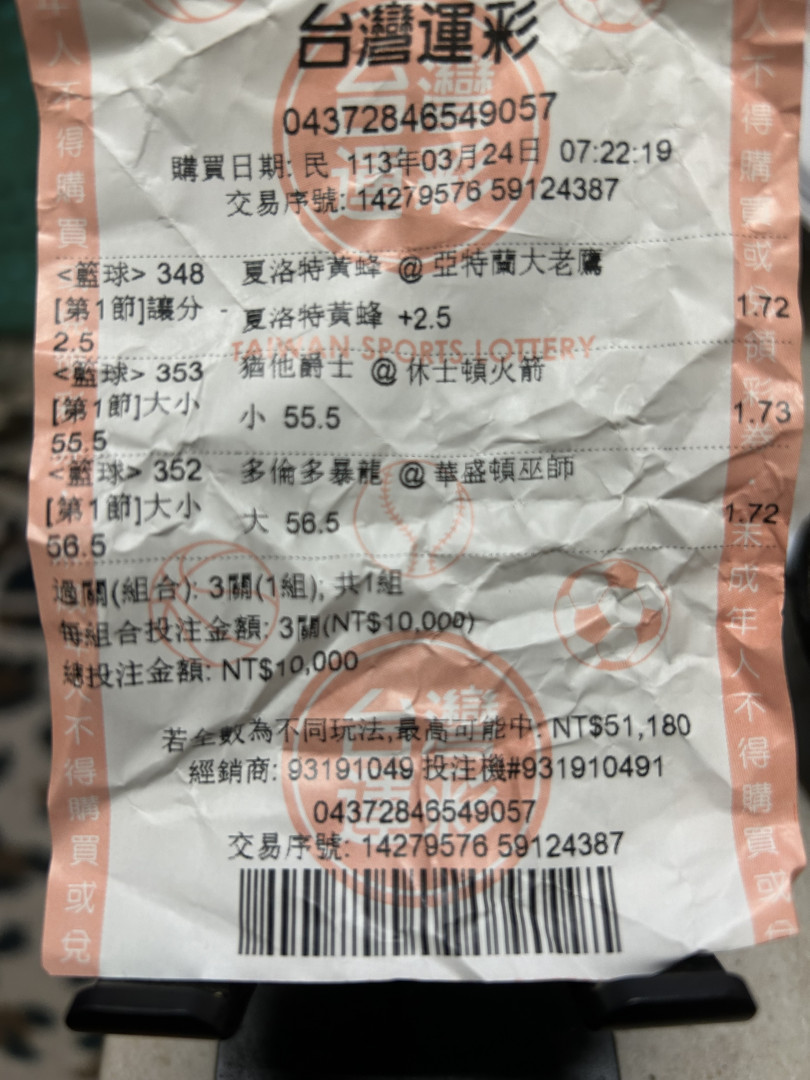 台灣運彩
04372846549057
購買日期: 民 113年03月24日 07:22:19
交易序號: 14279576 59124387
<籃球> 348 夏洛特黃蜂 @ 亞特蘭大老鷹
[第1節]讓分 - 夏洛特黃蜂 +2.5 1.72
2.5
TAIWAN SPORTS LOTTERY
<籃球> 353 猶他爵士 @ 休士頓火箭
[第1節]大小 小 55.5 1.73
55.5
<籃球> 352 多倫多暴龍 @ 華盛頓巫師
[第1節]大小 大 56.5 1.72
56.5
過關(組合): 3關(1組); 共1組
每組合投注金額: 3關(NT$10,000)
總投注金額: NT$10,000
若全數為不同玩法,最高可能中: NT$51,180
經銷商: 93191049 投注機#931910491
04372846549057
交易序號: 14279576 59124387
年人不得購買
人不得購買或兌
人不得購買或兌領彩券.未成年人不得購買或兌
台灣運彩
台灣運彩